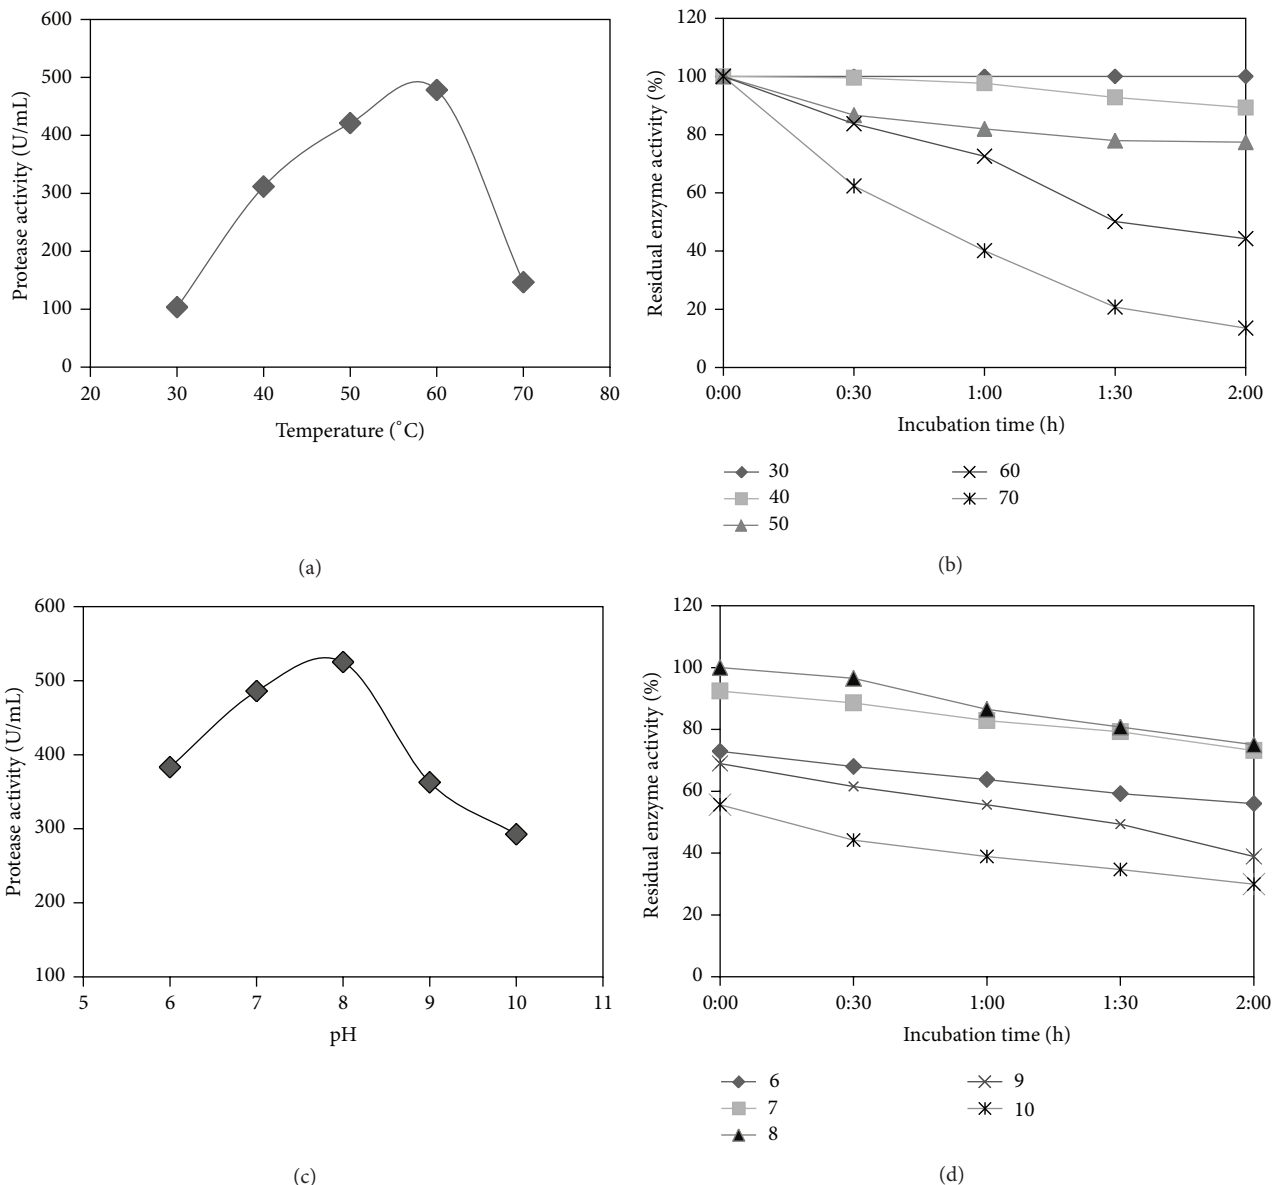 600
500
400
300
200
100
0
20 30 40 50 60 70 80
Protease activity (U/mL)
Temperature (˚C)
(a)
120
100
80
60
40
20
0
0:00 0:30 1:00 1:30 2:00
Residual enzyme activity (%)
Incubation time (h)
30
40
50
60
70
(b)
600
500
400
300
200
100
5 6 7 8 9 10 11
Protease activity (U/mL)
pH
(c)
120
100
80
60
40
20
0
0:00 0:30 1:00 1:30 2:00
Residual enzyme activity (%)
Incubation time (h)
6
7
8
9
10
(d)